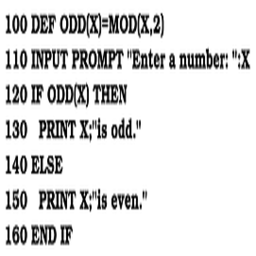 100 DEF ODD(X)=MOD(X,2)
110 INPUT PROMPT "Enter a number: ":X
120 IF ODD(X) THEN
130 PRINT X;"is odd."
140 ELSE
150 PRINT X;"is even."
160 END IF